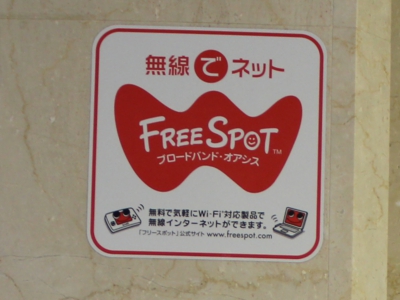 無線でネット
FREESPOT™
ブロードバンド・オアシス
無料で気軽にWi-Fi対応製品で
無線インターネットができます。
「フリースポット」公式サイト www.freespot.com